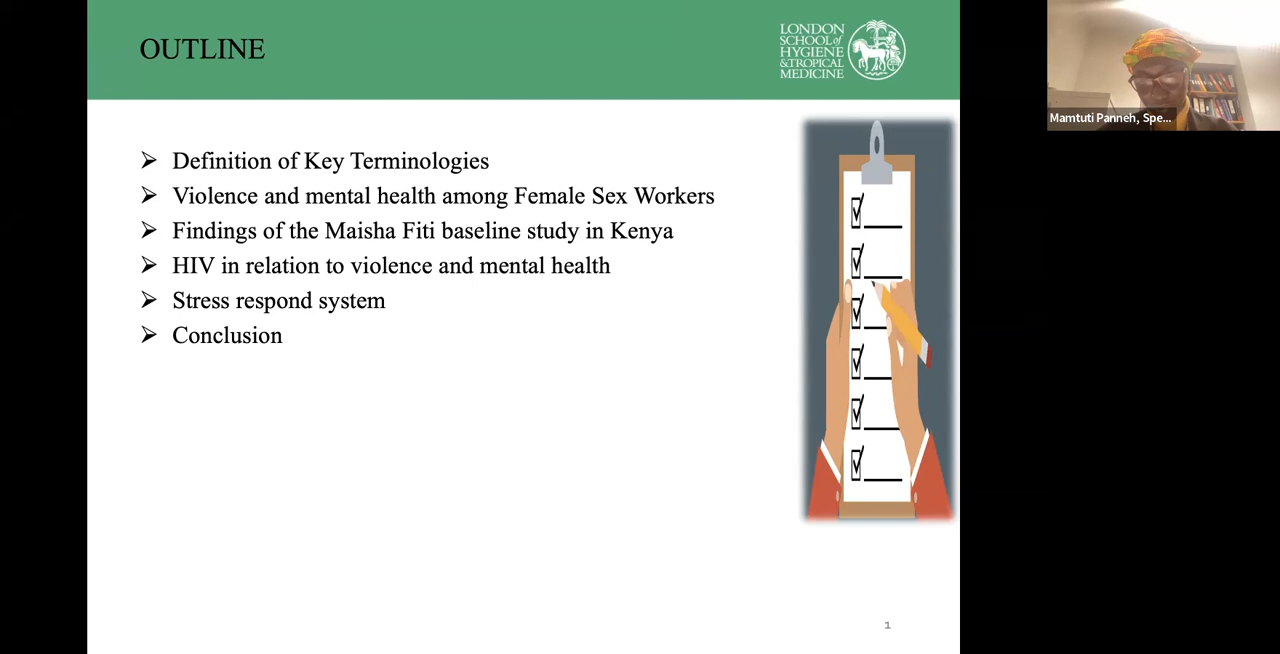 OUTLINE
LONDON
SCHOOL of
HYGIENE
& TROPICAL
MEDICINE
Definition of Key Terminologies
Violence and mental health among Female Sex Workers
Findings of the Maisha Fiti baseline study in Kenya
HIV in relation to violence and mental health
Stress respond system
Conclusion
1
Mamtuti Panneh, Spe...